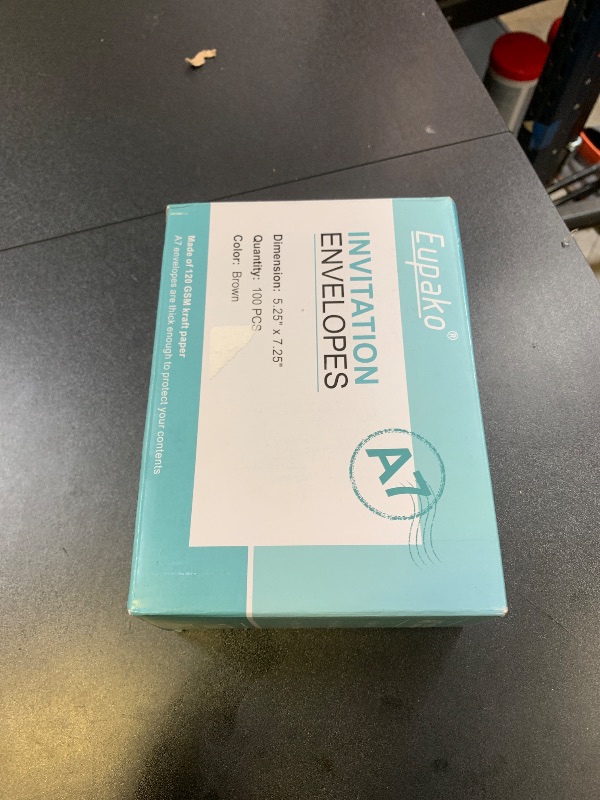 Eupako®
INVITATION
ENVELOPES
A7
Dimension: 5.25" x 7.25"
Quantity: 100 PCS
Color: Brown
Made of 120 GSM kraft paper
A7 envelopes are thick enough to protect your contents